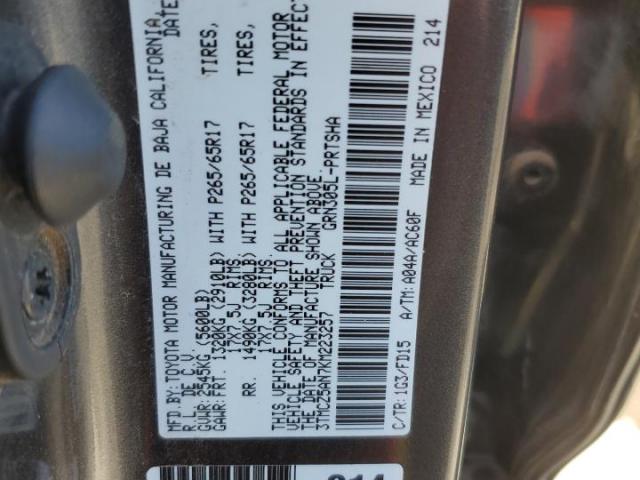 MFD.BY:TOYOTA MOTOR MANUFACTURING DE BAJA CALIFORNIA,
S. DE R.L. DE C.V. DATE
GVWR:2545KG (5600LB)
GAWR:FRT. 1320KG (2910LB) WITH P265/65R17 TIRES,
17X7.5J RIMS,
RR. 1490KG (3280LB) WITH P265/65R17 TIRES,
17X7.5J RIMS.
THIS VEHICLE CONFORMS TO ALL APPLICABLE FEDERAL MOTOR
VEHICLE SAFETY AND THEFT PREVENTION STANDARDS IN EFFECT
THE DATE OF MANUFACTURE SHOWN ABOVE.
3TMCZ5ANYKM223257 TRUCK GRN305L-PRTSHA
C/TR:1G3/FD15 A/TM:A04A/AC60F MADE IN MEXICO 214